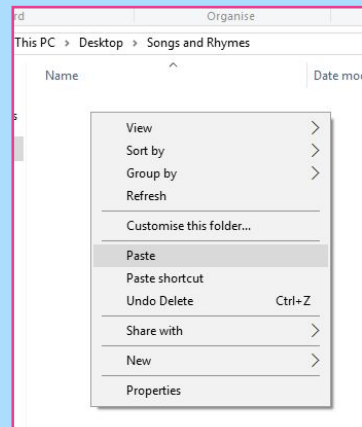 rd
Organise
This PC > Desktop > Songs and Rhymes
Name
Date mod
s
View
Sort by
Group by
Refresh
Customise this folder...
Paste
Paste shortcut
Undo Delete Ctrl+Z
Share with
New
Properties